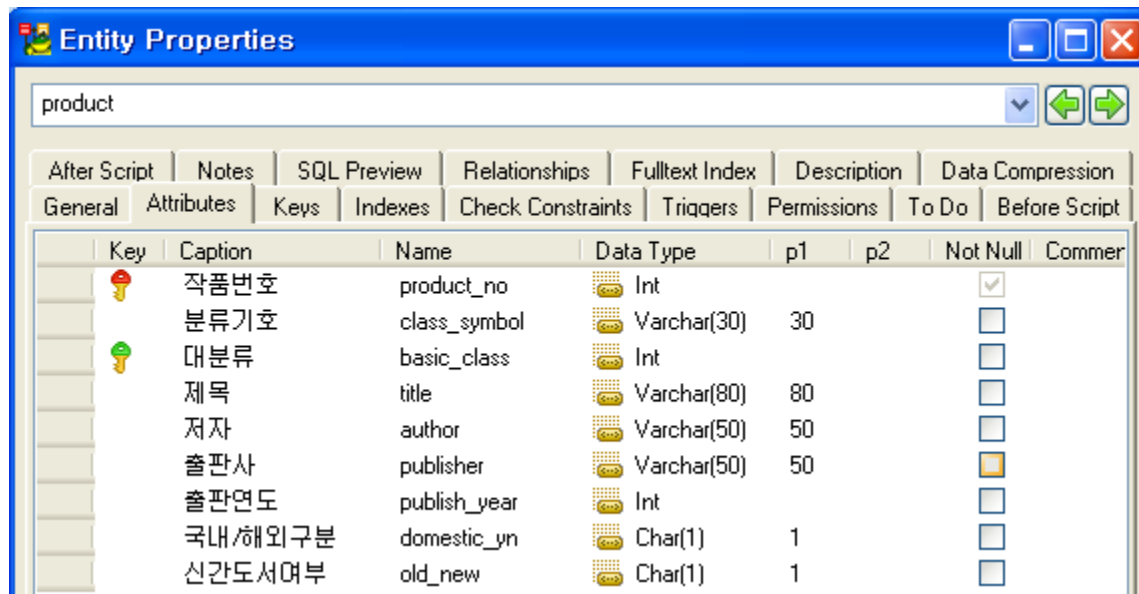 Entity Properties
product
After Script Notes SQL Preview Relationships Fulltext Index Description Data Compression
General Attributes Keys Indexes Check Constraints Triggers Permissions To Do Before Script
Key Caption Name Data Type p1 p2 Not Null Commer
작품번호 product_no Int
분류기호 class_symbol Varchar(30) 30
대분류 basic_class Int
제목 title Varchar(80) 80
저자 author Varchar(50) 50
출판사 publisher Varchar(50) 50
출판연도 publish_year Int
국내/해외구분 domestic_yn Char(1) 1
신간도서여부 old_new Char(1) 1